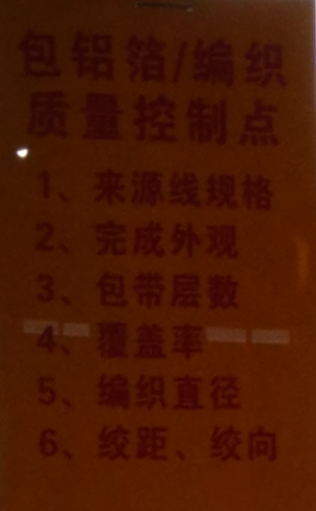 包铝箔/编织
质量控制点
1、来源线规格
2、完成外观
3、包带层数
4、覆盖率
5、编织直径
6、绞距、绞向